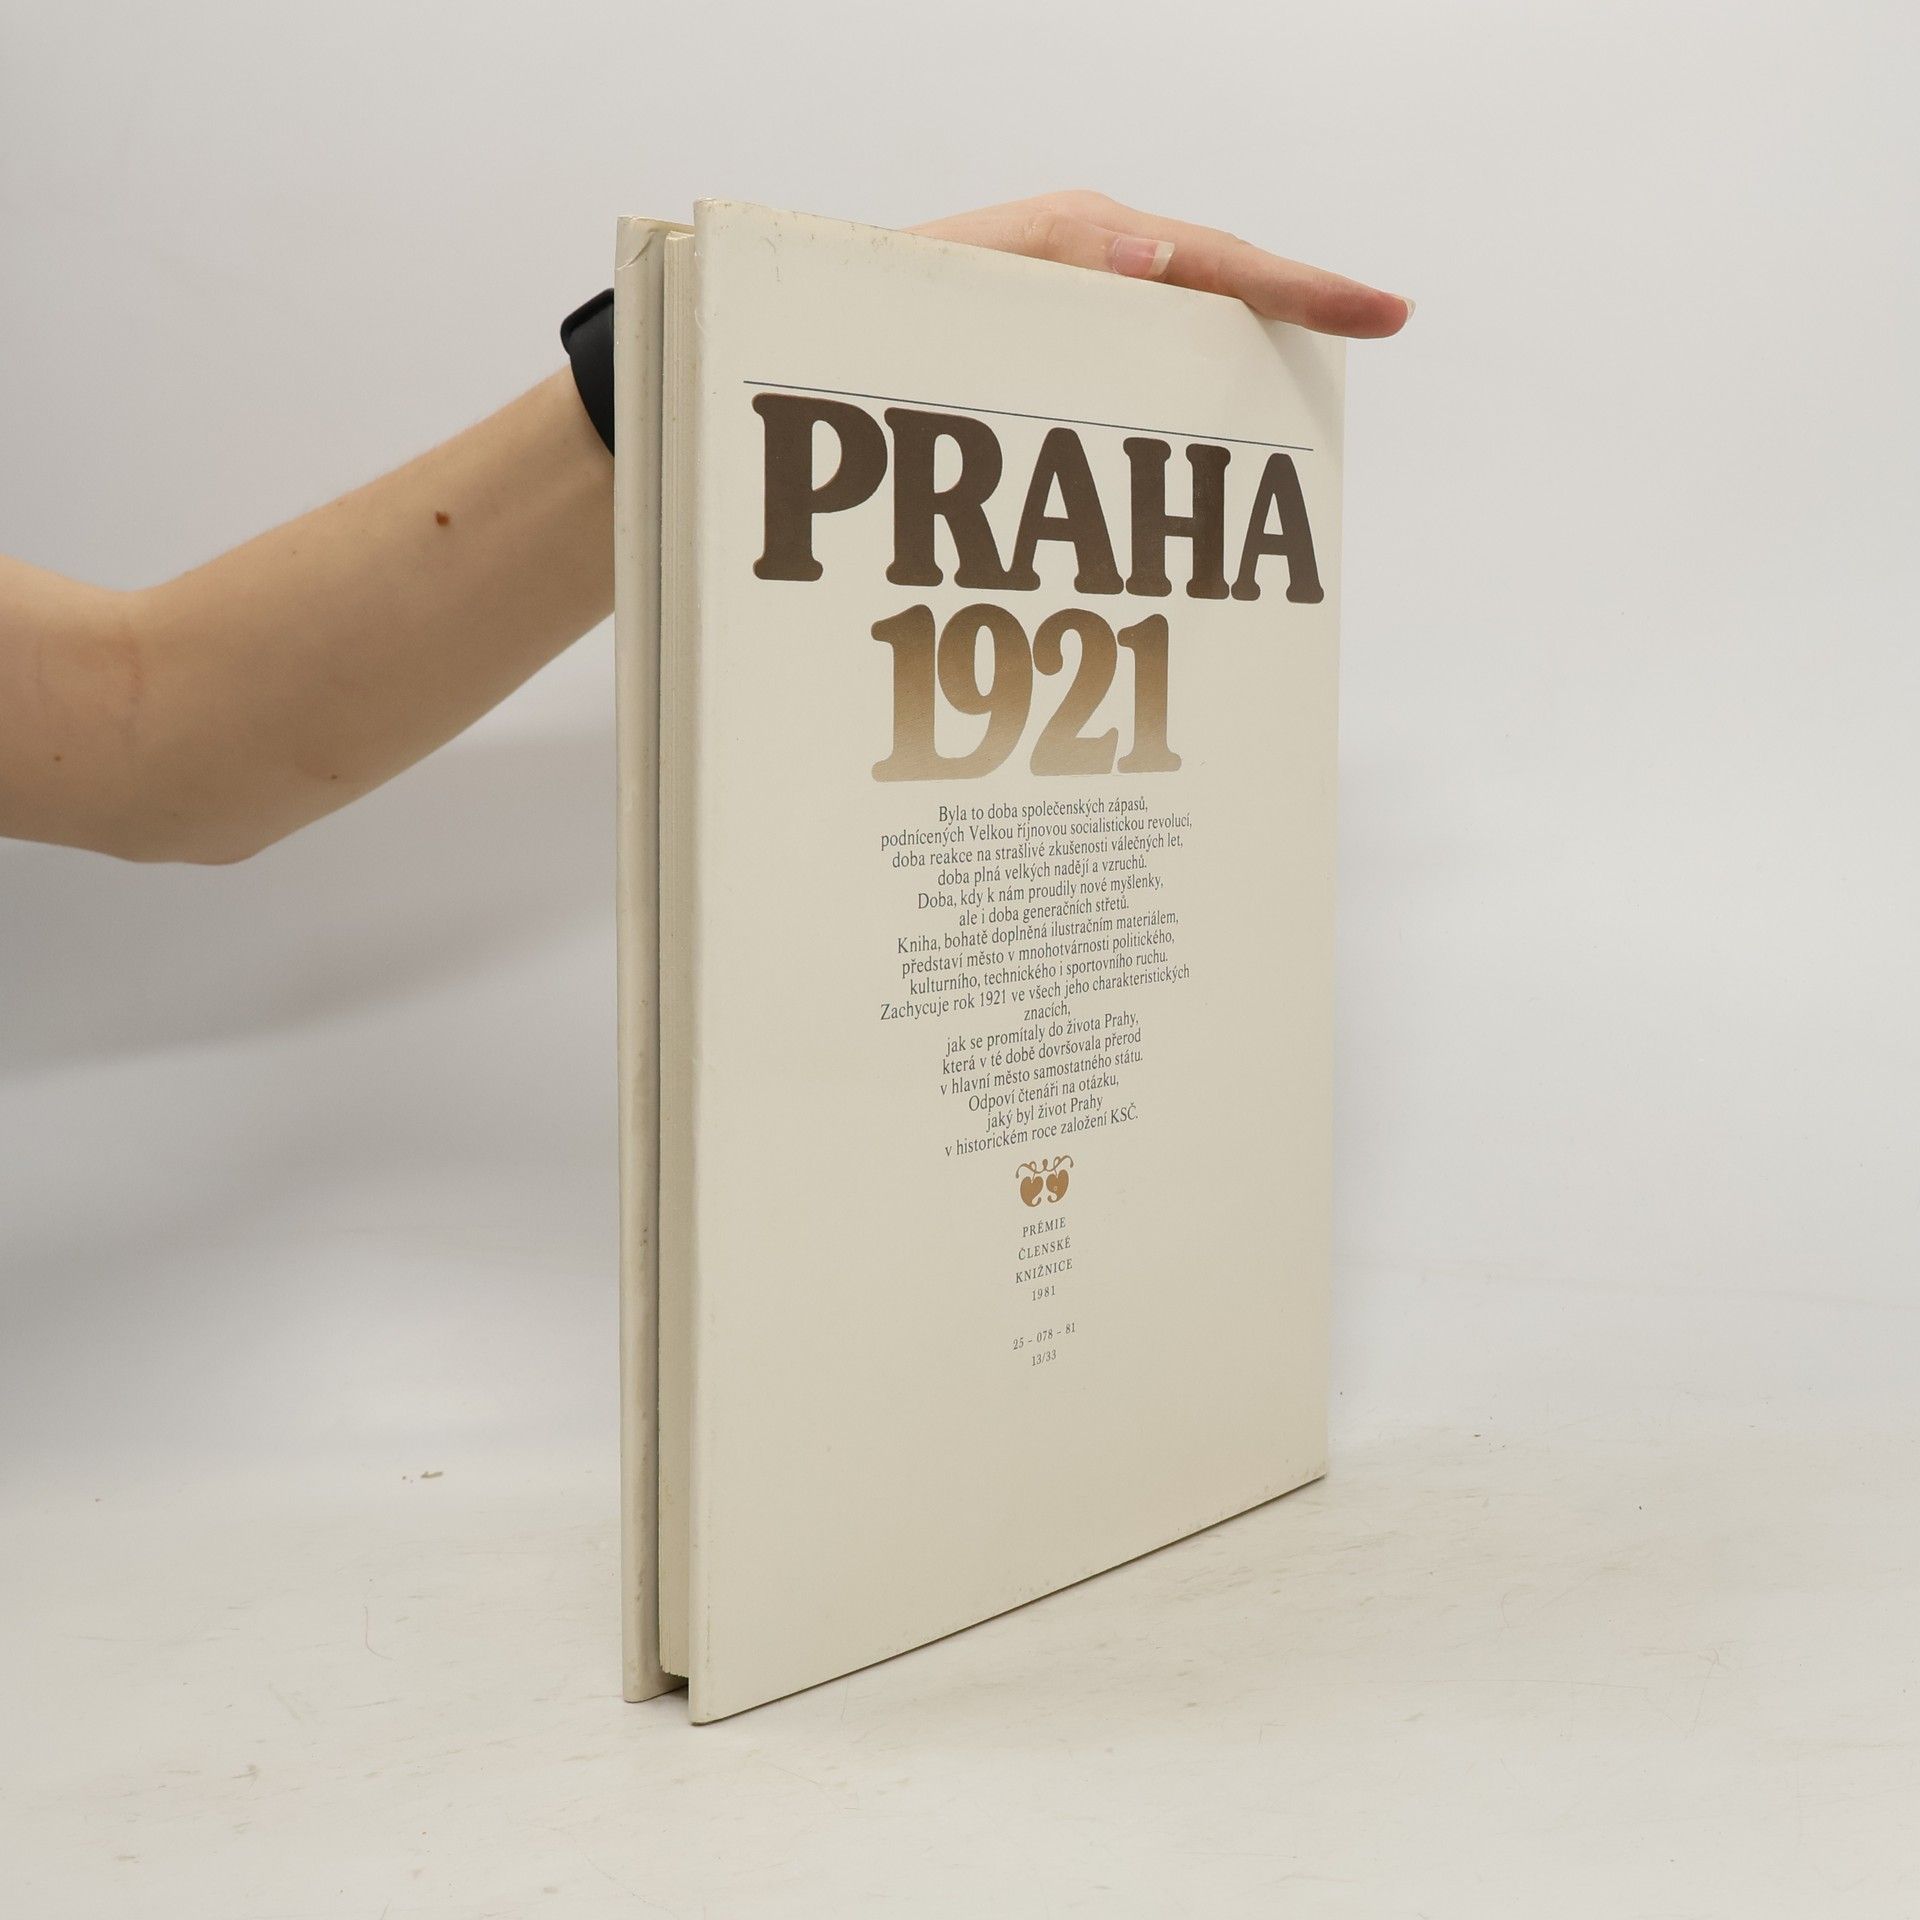 PRAHA
1921
Byla to doba společenských zápasů,
podnícených Velkou říjnovou socialistickou revolucí,
doba reakce na strašlivé zkušenosti válečných let,
doba plná velkých nadějí a vzruchů.
Doba, kdy k nám proudily nové myšlenky,
ale i doba generačních střetů.
Kniha, bohatě doplněná ilustračním materiálem,
představí město v mnohotvárnosti politického,
kulturního, technického i sportovního ruchu.
Zachycuje rok 1921 ve všech jeho charakteristických
znacích,
jak se promítaly do života Prahy,
která v té době dovršovala přerod
v hlavní město samostatného státu.
Odpoví čtenáři na otázku,
jaký byl život Prahy
v historickém roce založení KSČ.
PRÉMIE
ČLENSKÉ
KNIŽNICE
1981
25 – 078 – 81
13/33